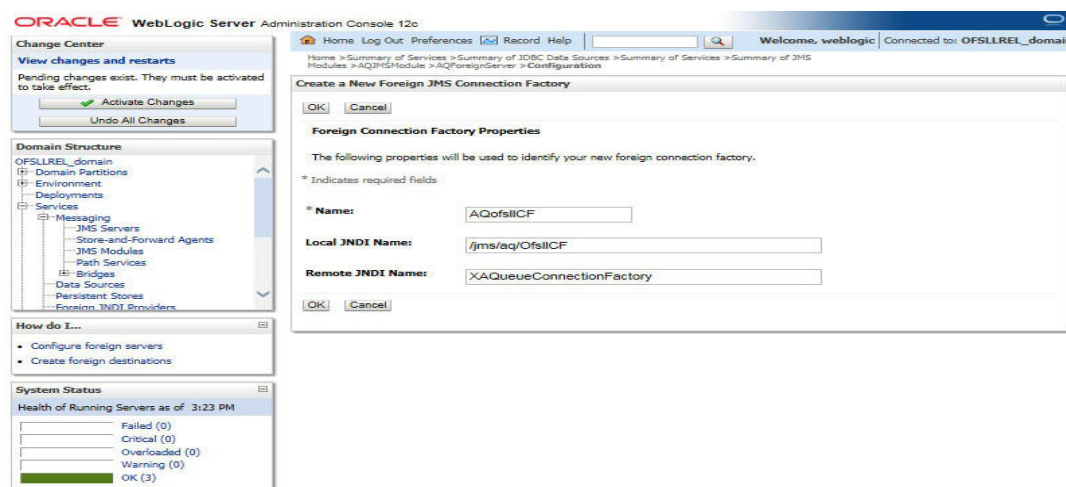 ORACLE WebLogic Server Administration Console 12c
Change Center
View changes and restarts
Pending changes exist. They must be activated
to take effect.
Activate Changes
Undo All Changes
Domain Structure
OFSLLREL_domain
Domain Partitions
Environment
Deployments
Services
Messaging
JMS Servers
Store-and-Forward Agents
JMS Modules
Path Services
Bridges
Data Sources
Persistent Stores
Foreign JNDI Providers
How do I...
Configure foreign servers
Create foreign destinations
System Status
Health of Running Servers as of 3:23 PM
Failed (0)
Critical (0)
Overloaded (0)
Warning (0)
OK (3)
Home Log Out Preferences Record Help
Welcome, weblogic Connected to: OFSLLREL_domai
Home >Summary of Services >Summary of JDBC Data Sources >Summary of Services >Summary of JMS
Modules >AQJMSModule >AQForeignServer >Configuration
Create a New Foreign JMS Connection Factory
OK Cancel
Foreign Connection Factory Properties
The following properties will be used to identify your new foreign connection factory.
* Indicates required fields
* Name: AQofsllCF
Local JNDI Name: /jms/aq/OfsllCF
Remote JNDI Name: XAQueueConnectionFactory
OK Cancel